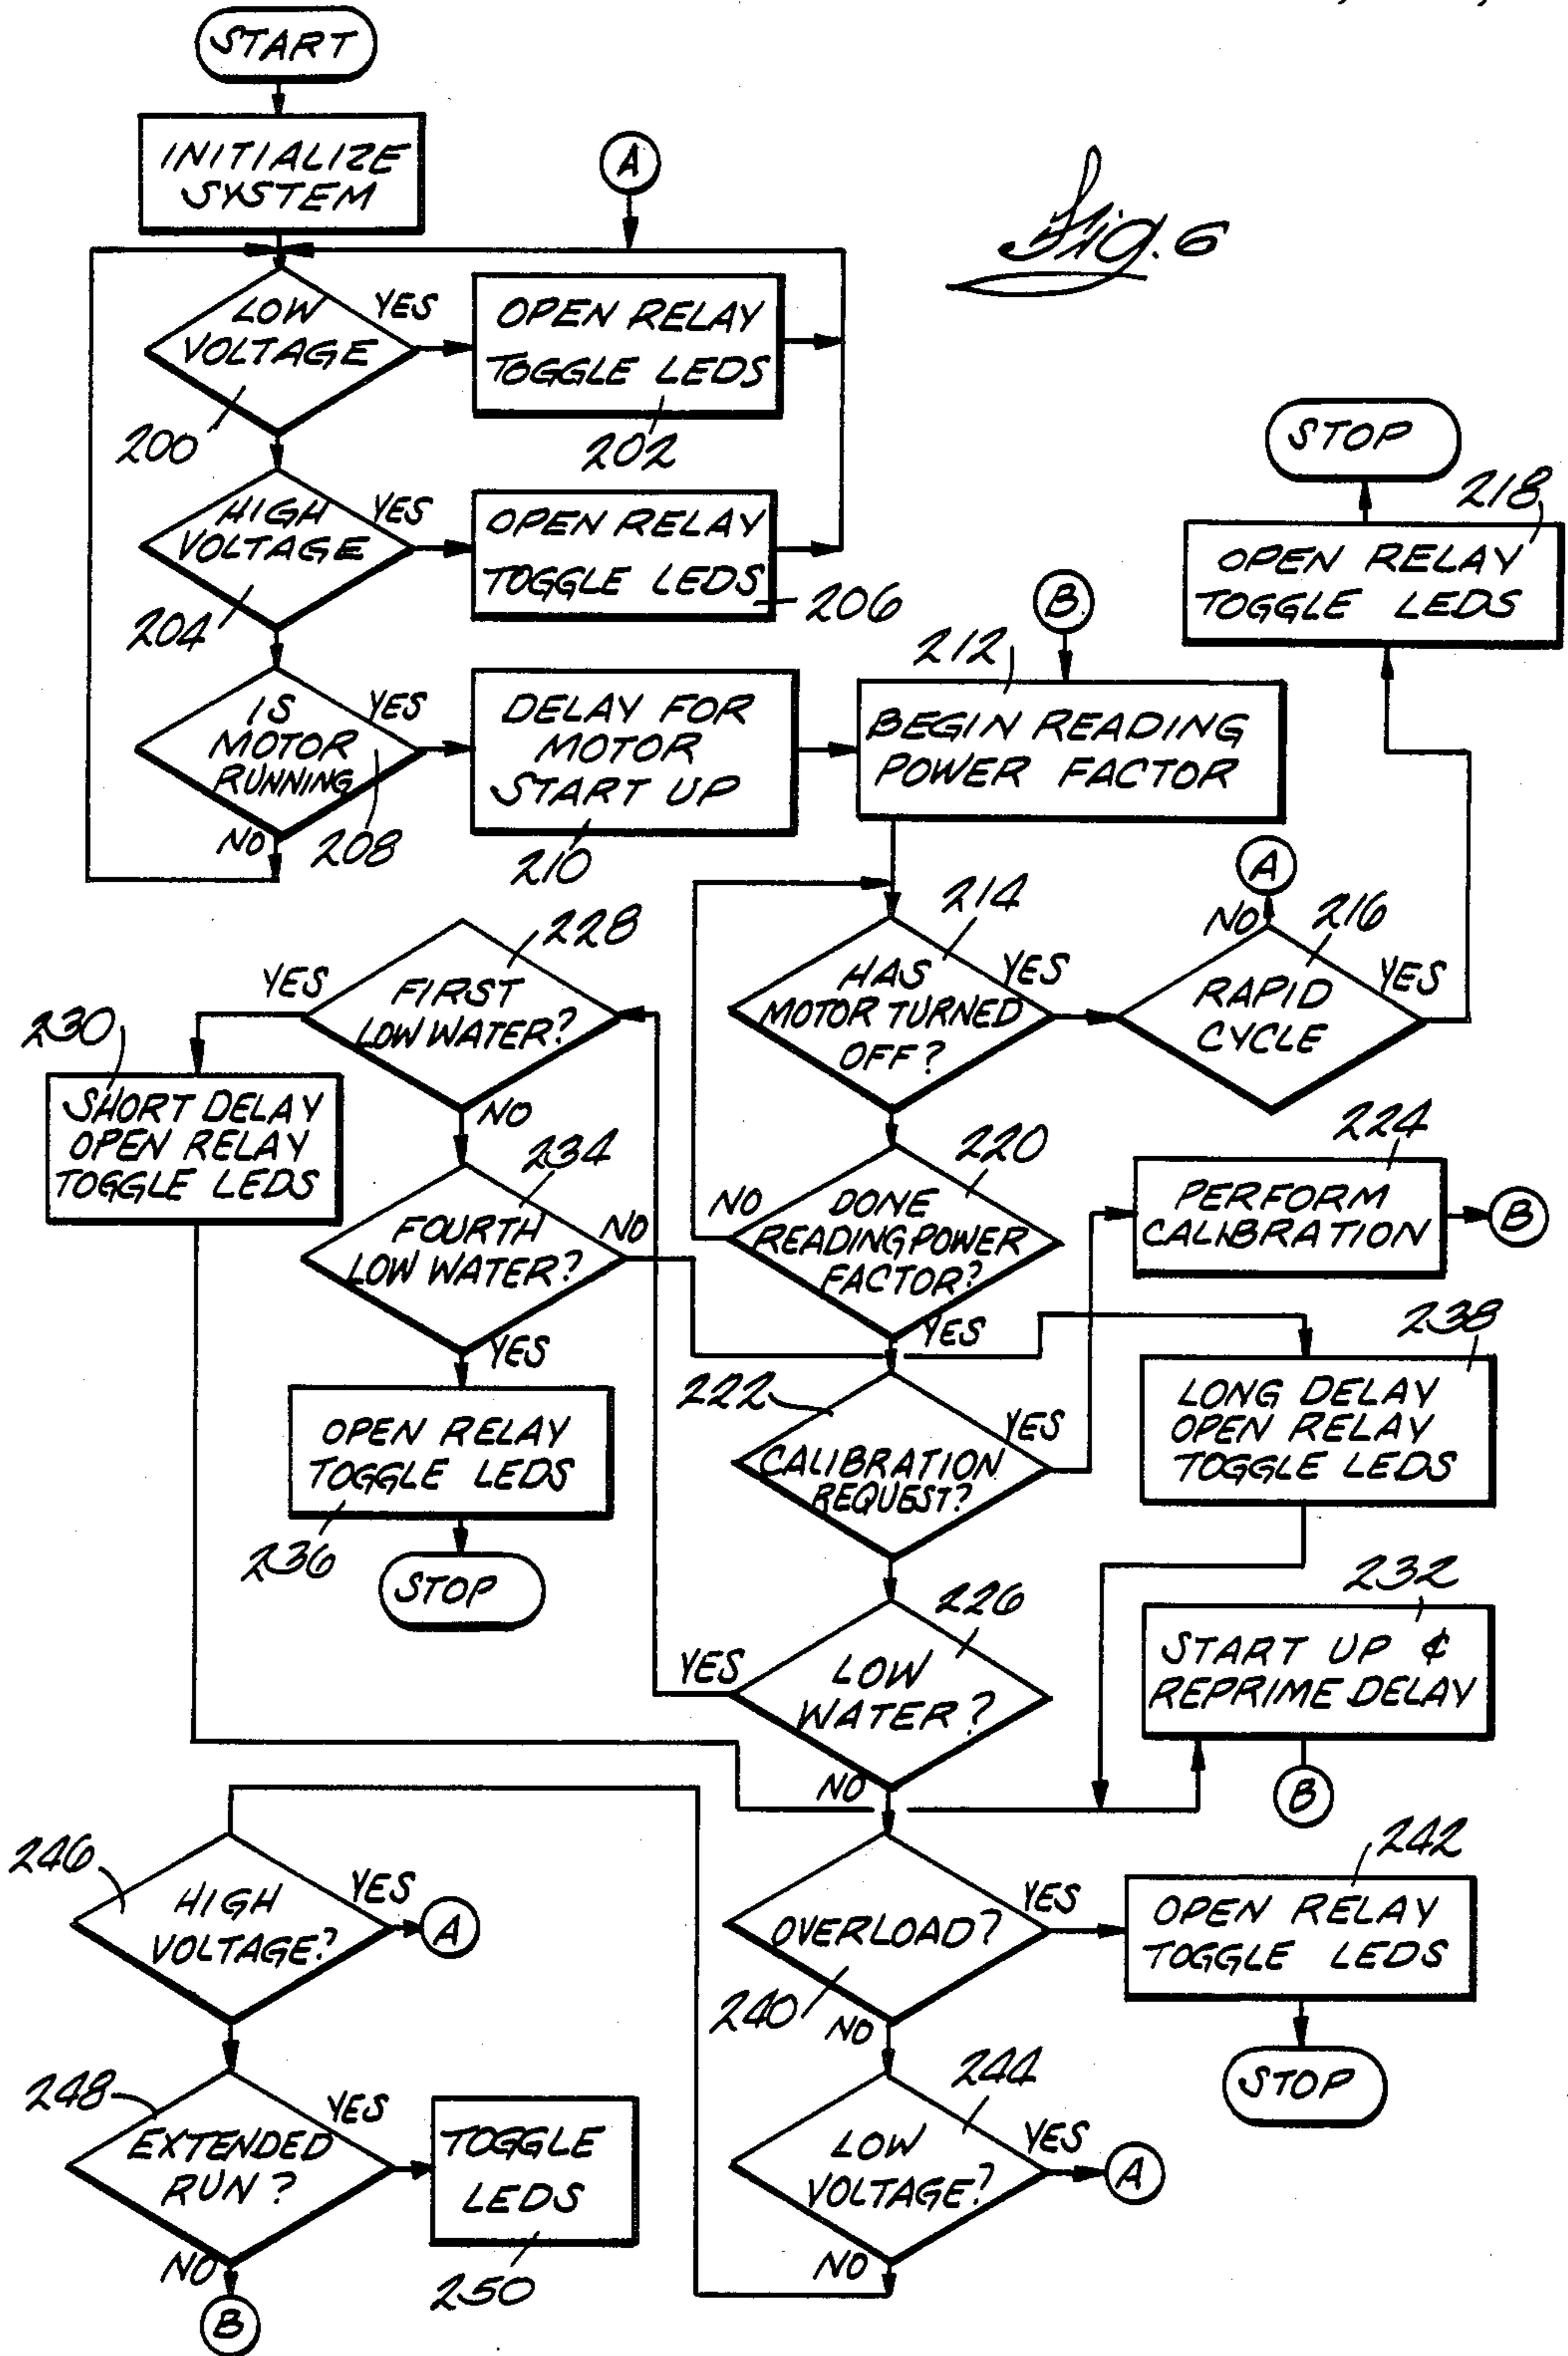 START
INITIALIZE
SYSTEM
A
Fig. 6
LOW
VOLTAGE
YES
200
OPEN RELAY
TOGGLE LEDS
202
HIGH
VOLTAGE
YES
204
OPEN RELAY
TOGGLE LEDS
206
STOP
218
OPEN RELAY
TOGGLE LEDS
IS
MOTOR
RUNNING
YES
NO
208
DELAY FOR
MOTOR
START UP
210
B
212
BEGIN READING
POWER FACTOR
214
HAS
MOTOR TURNED
OFF?
YES
A
NO
216
RAPID
CYCLE
YES
228
FIRST
LOW WATER?
YES
NO
230
SHORT DELAY
OPEN RELAY
TOGGLE LEDS
234
FOURTH
LOW WATER?
NO
YES
OPEN RELAY
TOGGLE LEDS
236
STOP
220
DONE
READING POWER
FACTOR?
NO
YES
224
PERFORM
CALIBRATION
B
222
CALIBRATION
REQUEST?
YES
238
LONG DELAY
OPEN RELAY
TOGGLE LEDS
226
LOW
WATER?
YES
NO
232
START UP ¢
REPRIME DELAY
B
246
HIGH
VOLTAGE?
YES
A
OVERLOAD?
YES
240
NO
242
OPEN RELAY
TOGGLE LEDS
STOP
248
EXTENDED
RUN?
YES
NO
B
TOGGLE
LEDS
250
244
LOW
VOLTAGE?
YES
A
NO